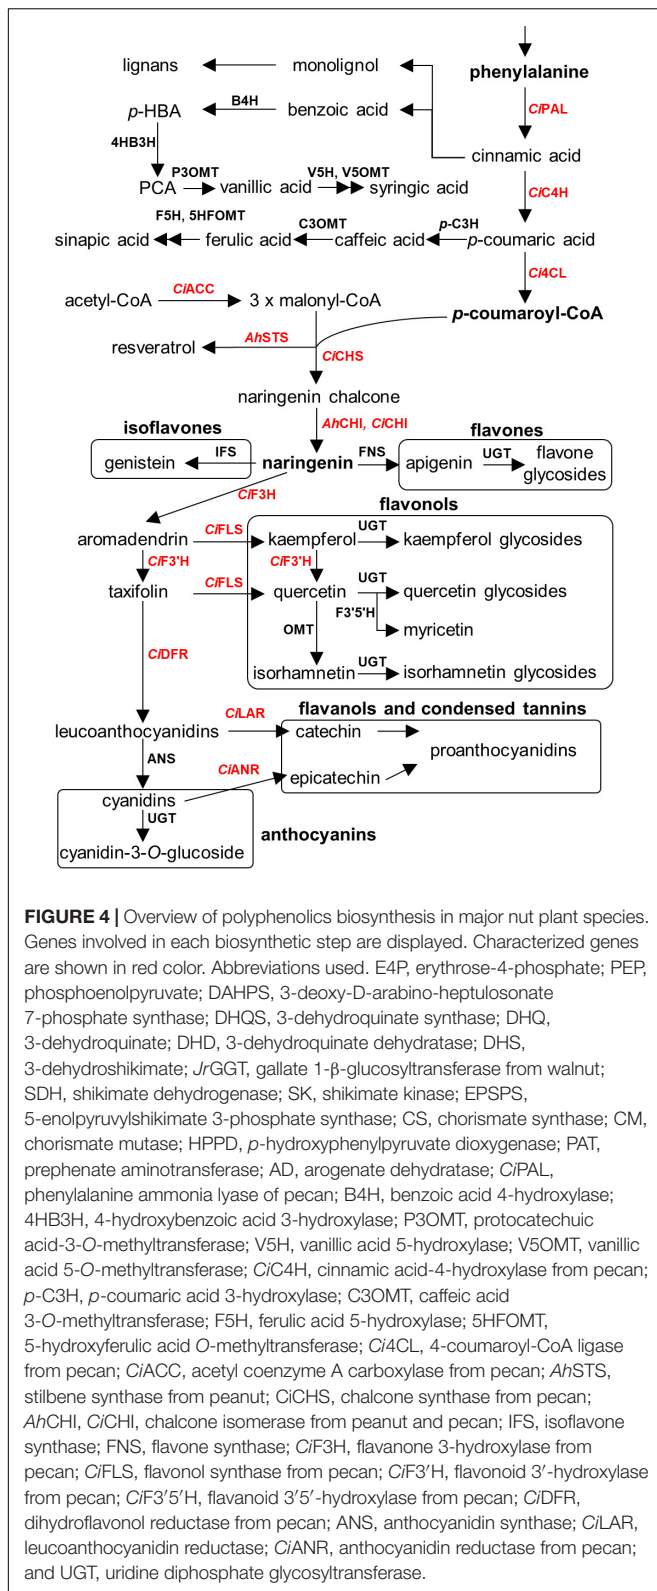 phenylalanine
lignans
monolignol
CiPAL
p-HBA
B4H
benzoic acid
4HB3H
cinnamic acid
P3OMT
V5H, V5OMT
PCA
vanillic acid
syringic acid
CiC4H
F5H, 5HFOMT
C3OMT
p-C3H
sinapic acid
ferulic acid
caffeic acid
p-coumaric acid
Ci4CL
acetyl-CoA
CiACC
3 x malonyl-CoA
p-coumaroyl-CoA
resveratrol
AhSTS
CiCHS
naringenin chalcone
AhCHI, CiCHI
isoflavones
flavones
genistein
IFS
naringenin
FNS
apigenin
UGT
flavone
glycosides
CiF3H
flavonols
aromadendrin
CiFLS
kaempferol
UGT
kaempferol glycosides
CiF3'H
CiF3'H
taxifolin
CiFLS
quercetin
UGT
quercetin glycosides
F3'5'H
OMT
myricetin
CiDFR
isorhamnetin
UGT
isorhamnetin glycosides
flavanols and condensed tannins
leucoanthocyanidins
CiLAR
catechin
proanthocyanidins
ANS
CiANR
epicatechin
cyanidins
UGT
anthocyanins
cyanidin-3-O-glucoside
FIGURE 4 | Overview of polyphenolics biosynthesis in major nut plant species.
Genes involved in each biosynthetic step are displayed. Characterized genes
are shown in red color. Abbreviations used. E4P, erythrose-4-phosphate; PEP,
phosphoenolpyruvate; DAHPS, 3-deoxy-D-arabino-heptulosonate
7-phosphate synthase; DHQS, 3-dehydroquinate synthase; DHQ,
3-dehydroquinate; DHD, 3-dehydroquinate dehydratase; DHS,
3-dehydroshikimate; JrGGT, gallate 1-β-glucosyltransferase from walnut;
SDH, shikimate dehydrogenase; SK, shikimate kinase; EPSPS,
5-enolpyruvylshikimate 3-phosphate synthase; CS, chorismate synthase; CM,
chorismate mutase; HPPD, p-hydroxyphenylpyruvate dioxygenase; PAT,
prephenate aminotransferase; AD, arogenate dehydratase; CiPAL,
phenylalanine ammonia lyase of pecan; B4H, benzoic acid 4-hydroxylase;
4HB3H, 4-hydroxybenzoic acid 3-hydroxylase; P3OMT, protocatechuic
acid-3-O-methyltransferase; V5H, vanillic acid 5-hydroxylase; V5OMT, vanillic
acid 5-O-methyltransferase; CiC4H, cinnamic acid-4-hydroxylase from pecan;
p-C3H, p-coumaric acid 3-hydroxylase; C3OMT, caffeic acid
3-O-methyltransferase; F5H, ferulic acid 5-hydroxylase; 5HFOMT,
5-hydroxyferulic acid O-methyltransferase; Ci4CL, 4-coumaroyl-CoA ligase
from pecan; CiACC, acetyl coenzyme A carboxylase from pecan; AhSTS,
stilbene synthase from peanut; CiCHS, chalcone synthase from pecan;
AhCHI, CiCHI, chalcone isomerase from peanut and pecan; IFS, isoflavone
synthase; FNS, flavone synthase; CiF3H, flavanone 3-hydroxylase from
pecan; CiFLS, flavonol synthase from pecan; CiF3′H, flavonoid 3′-hydroxylase
from pecan; CiF3′5′H, flavanoid 3′5′-hydroxylase from pecan; CiDFR,
dihydroflavonol reductase from pecan; ANS, anthocyanidin synthase; CiLAR,
leucoanthocyanidin reductase; CiANR, anthocyanidin reductase from pecan;
and UGT, uridine diphosphate glycosyltransferase.